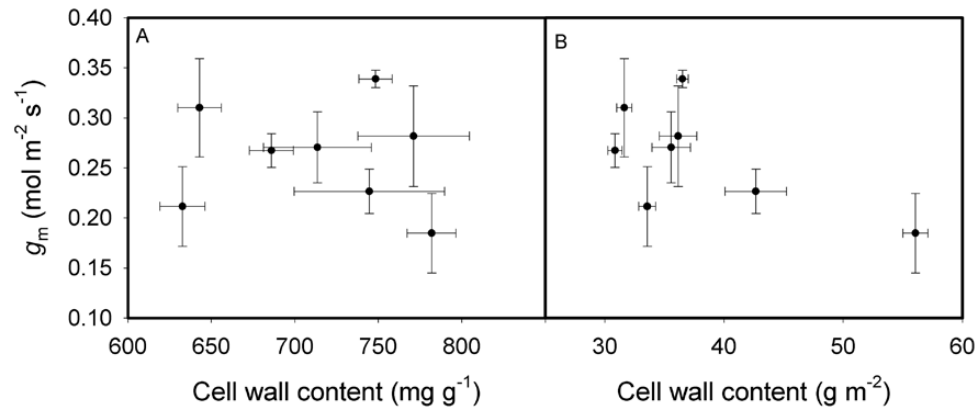 0.40
0.35
0.30
0.25
0.20
0.15
0.10
gm (mol m-2 s-1)
A
B
600 650 700 750 800
30 40 50 60
Cell wall content (mg g-1)
Cell wall content (g m-2)